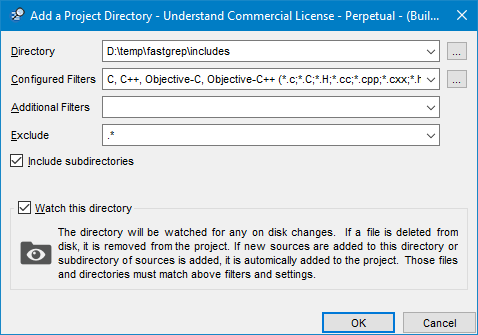 Add a Project Directory - Understand Commercial License - Perpetual - (Buil...
Directory
D:\temp\fastgrep\includes
...
Configured Filters
C, C++, Objective-C, Objective-C++ (*.c;*.C;*.H;*.cc;*.cpp;*.cxx;*.h
...
Additional Filters
Exclude
.*
Include subdirectories
Watch this directory
The directory will be watched for any on disk changes. If a file is deleted from
disk, it is removed from the project. If new sources are added to this directory or
subdirectory of sources is added, it is automically added to the project. Those files
and directories must match above filters and settings.
OK
Cancel